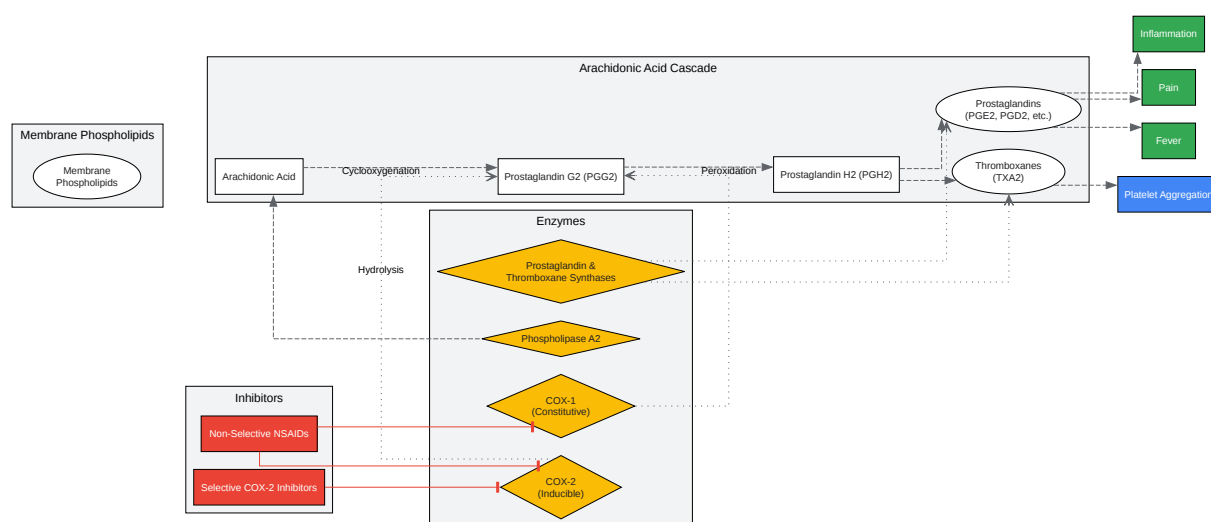 Inflammation
Arachidonic Acid Cascade
Pain
Prostaglandins
(PGE2, PGD2, etc.)
Membrane Phospholipids
Fever
Membrane
Phospholipids
Arachidonic Acid
Cyclooxygenation
Prostaglandin G2 (PGG2)
Peroxidation
Prostaglandin H2 (PGH2)
Thromboxanes
(TXA2)
Platelet Aggregation
Enzymes
Hydrolysis
Prostaglandin &
Thromboxane Synthases
Phospholipase A2
Inhibitors
COX-1
(Constitutive)
Non-Selective NSAIDs
Selective COX-2 Inhibitors
COX-2
(Inducible)